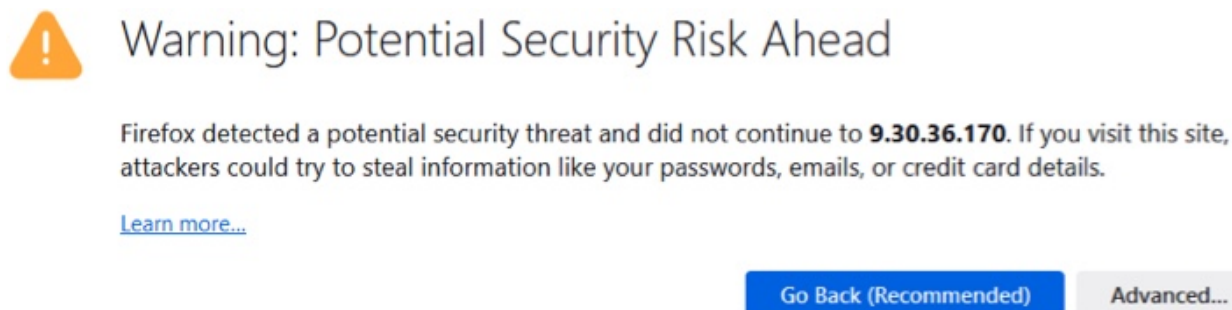 Warning: Potential Security Risk Ahead
Firefox detected a potential security threat and did not continue to 9.30.36.170. If you visit this site,
attackers could try to steal information like your passwords, emails, or credit card details.
Learn more...
Go Back (Recommended) Advanced...